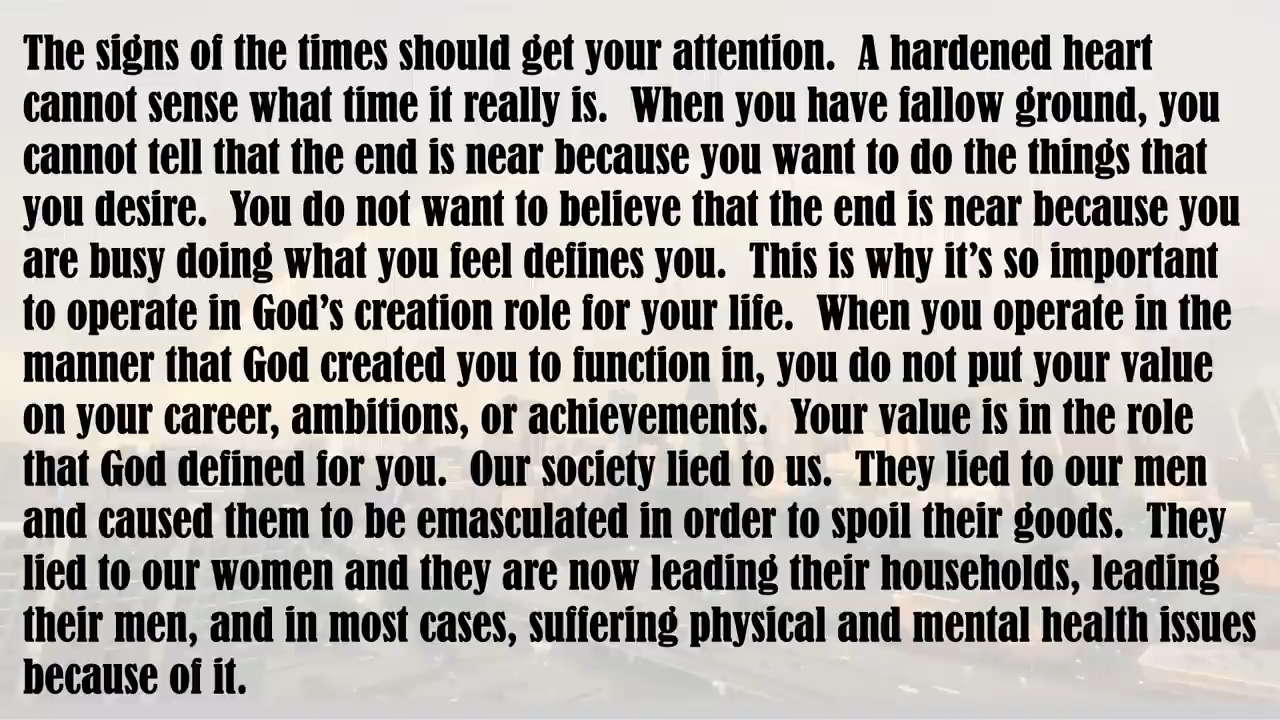 The signs of the times should get your attention.  A hardened heart
cannot sense what time it really is.  When you have fallow ground, you
cannot tell that the end is near because you want to do the things that
you desire.  You do not want to believe that the end is near because you
are busy doing what you feel defines you.  This is why it’s so important
to operate in God’s creation role for your life.  When you operate in the
manner that God created you to function in, you do not put your value
on your career, ambitions, or achievements.  Your value is in the role
that God defined for you.  Our society lied to us.  They lied to our men
and caused them to be emasculated in order to spoil their goods.  They
lied to our women and they are now leading their households, leading
their men, and in most cases, suffering physical and mental health issues
because of it.